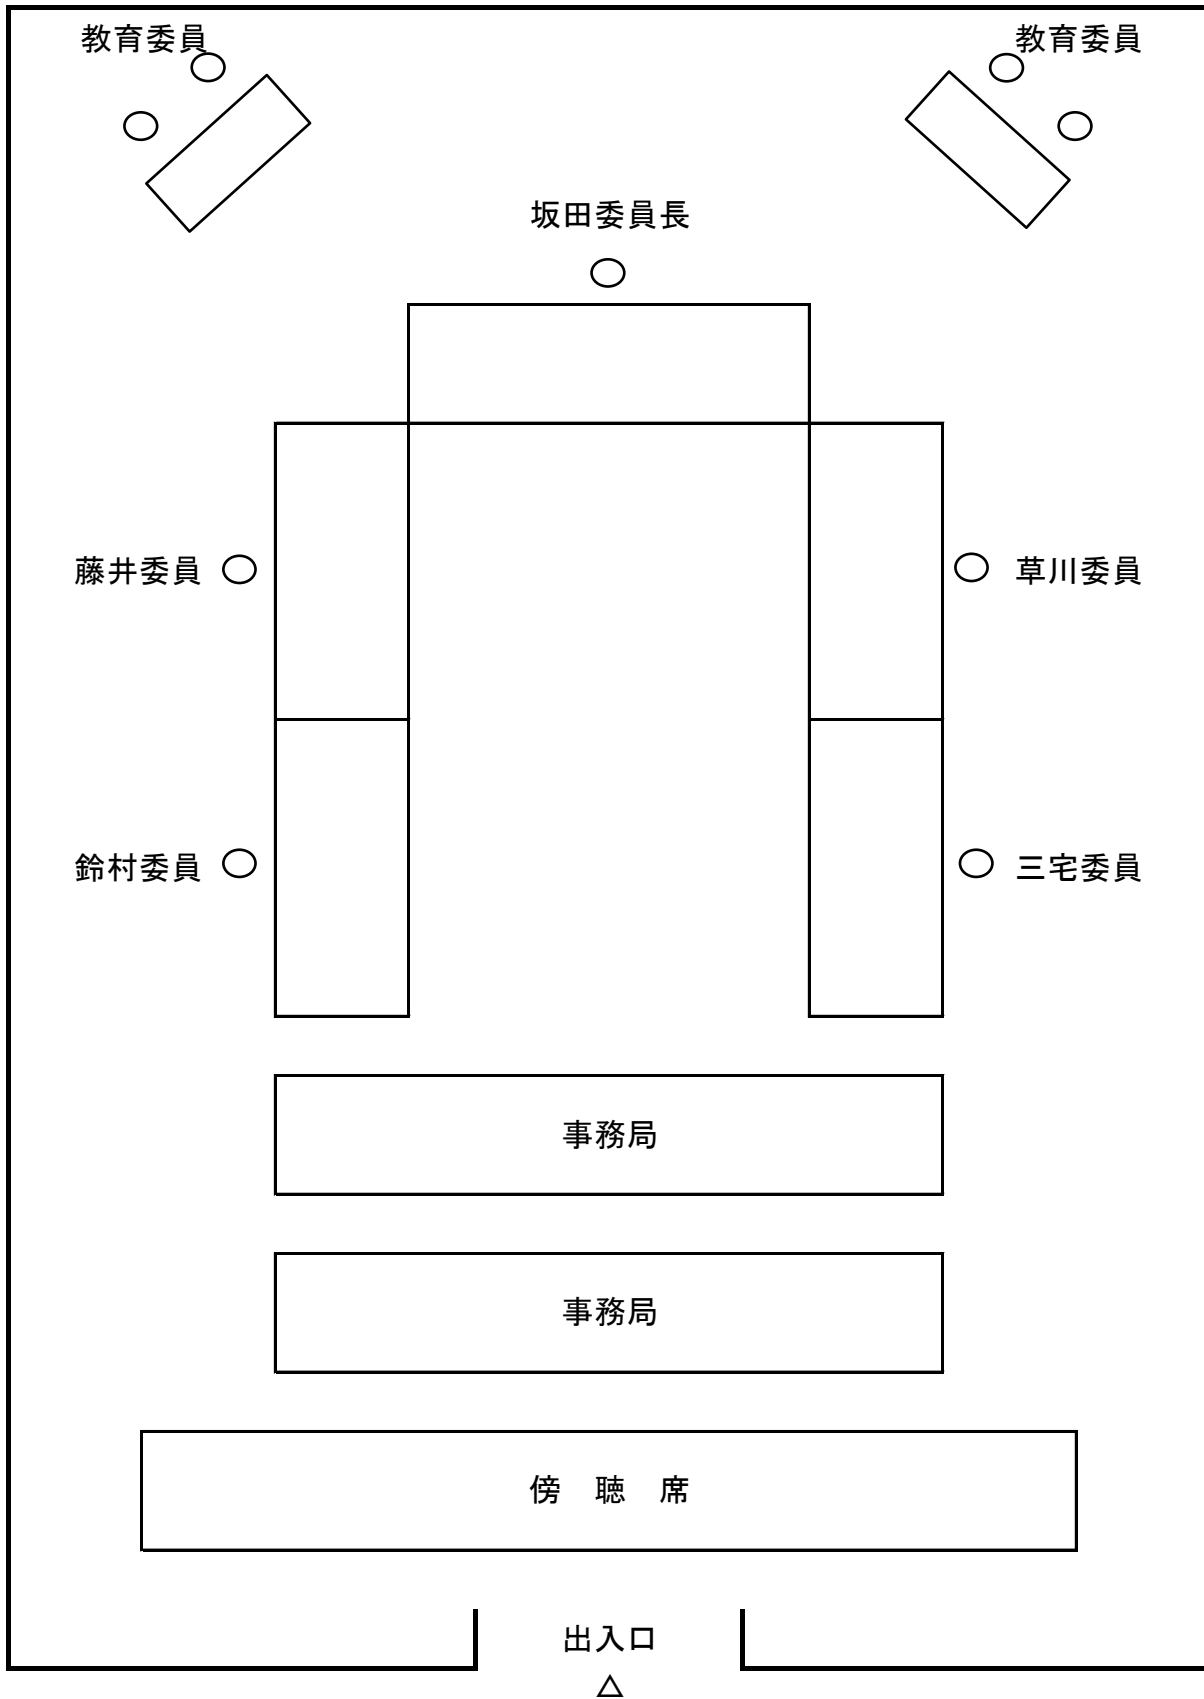 教育委員
教育委員
坂田委員長
藤井委員
草川委員
鈴村委員
三宅委員
事務局
事務局
傍　聴　席
出入口